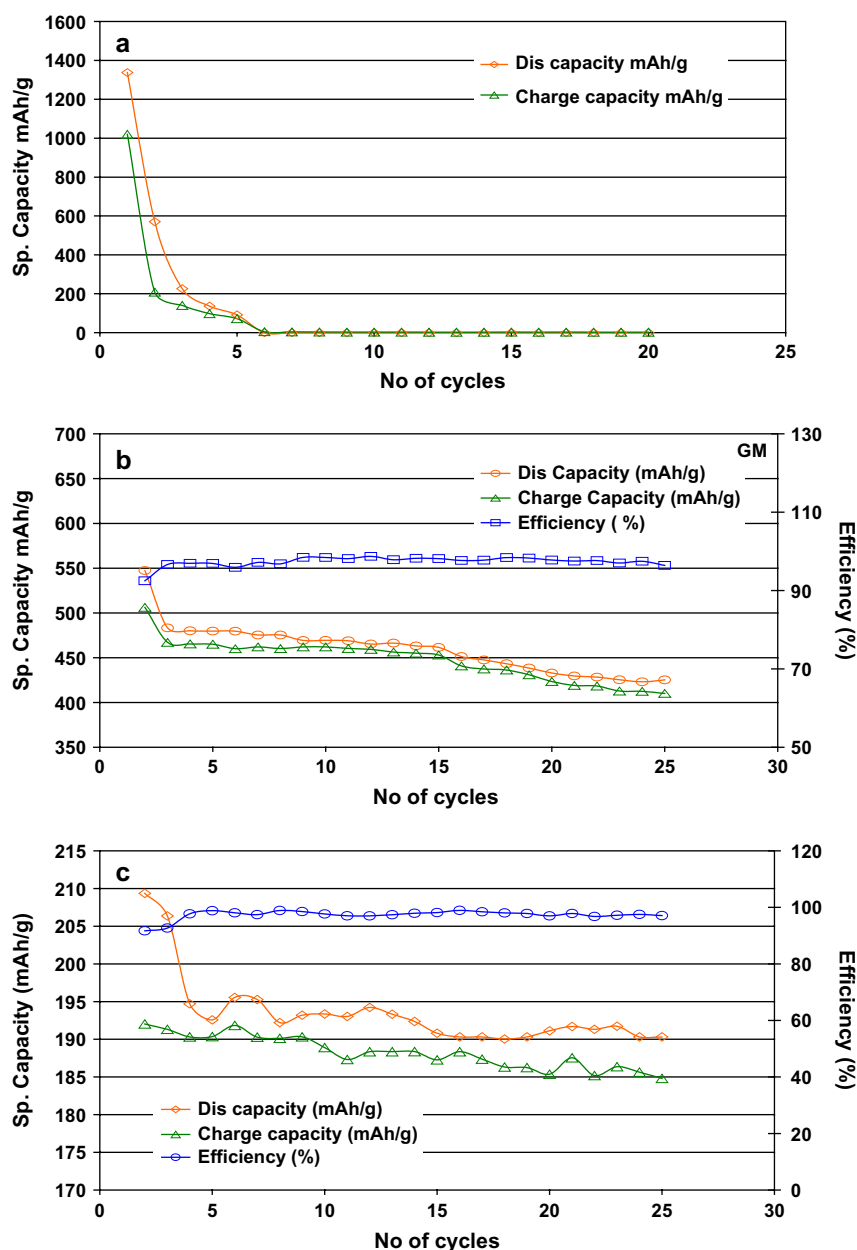 a
Dis capacity mAh/g
Charge capacity mAh/g
Sp. Capacity mAh/g
1600
1400
1200
1000
800
600
400
200
0
0 5 10 15 20 25
No of cycles
b
GM
Dis Capacity (mAh/g)
Charge Capacity (mAh/g)
Efficiency ( %)
Sp. Capacity mAh/g
700
650
600
550
500
450
400
350
130
110
90
70
50
Efficiency (%)
0 5 10 15 20 25 30
No of cycles
c
Sp. Capacity (mAh/g)
215
210
205
200
195
190
185
180
175
170
120
100
80
60
40
20
0
Efficiency (%)
Dis capacity (mAh/g)
Charge capacity (mAh/g)
Efficiency (%)
0 5 10 15 20 25 30
No of cycles